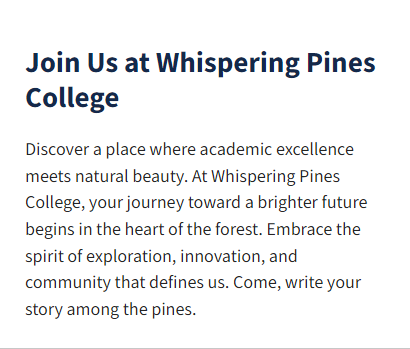 Join Us at Whispering Pines
College
Discover a place where academic excellence
meets natural beauty. At Whispering Pines
College, your journey toward a brighter future
begins in the heart of the forest. Embrace the
spirit of exploration, innovation, and
community that defines us. Come, write your
story among the pines.